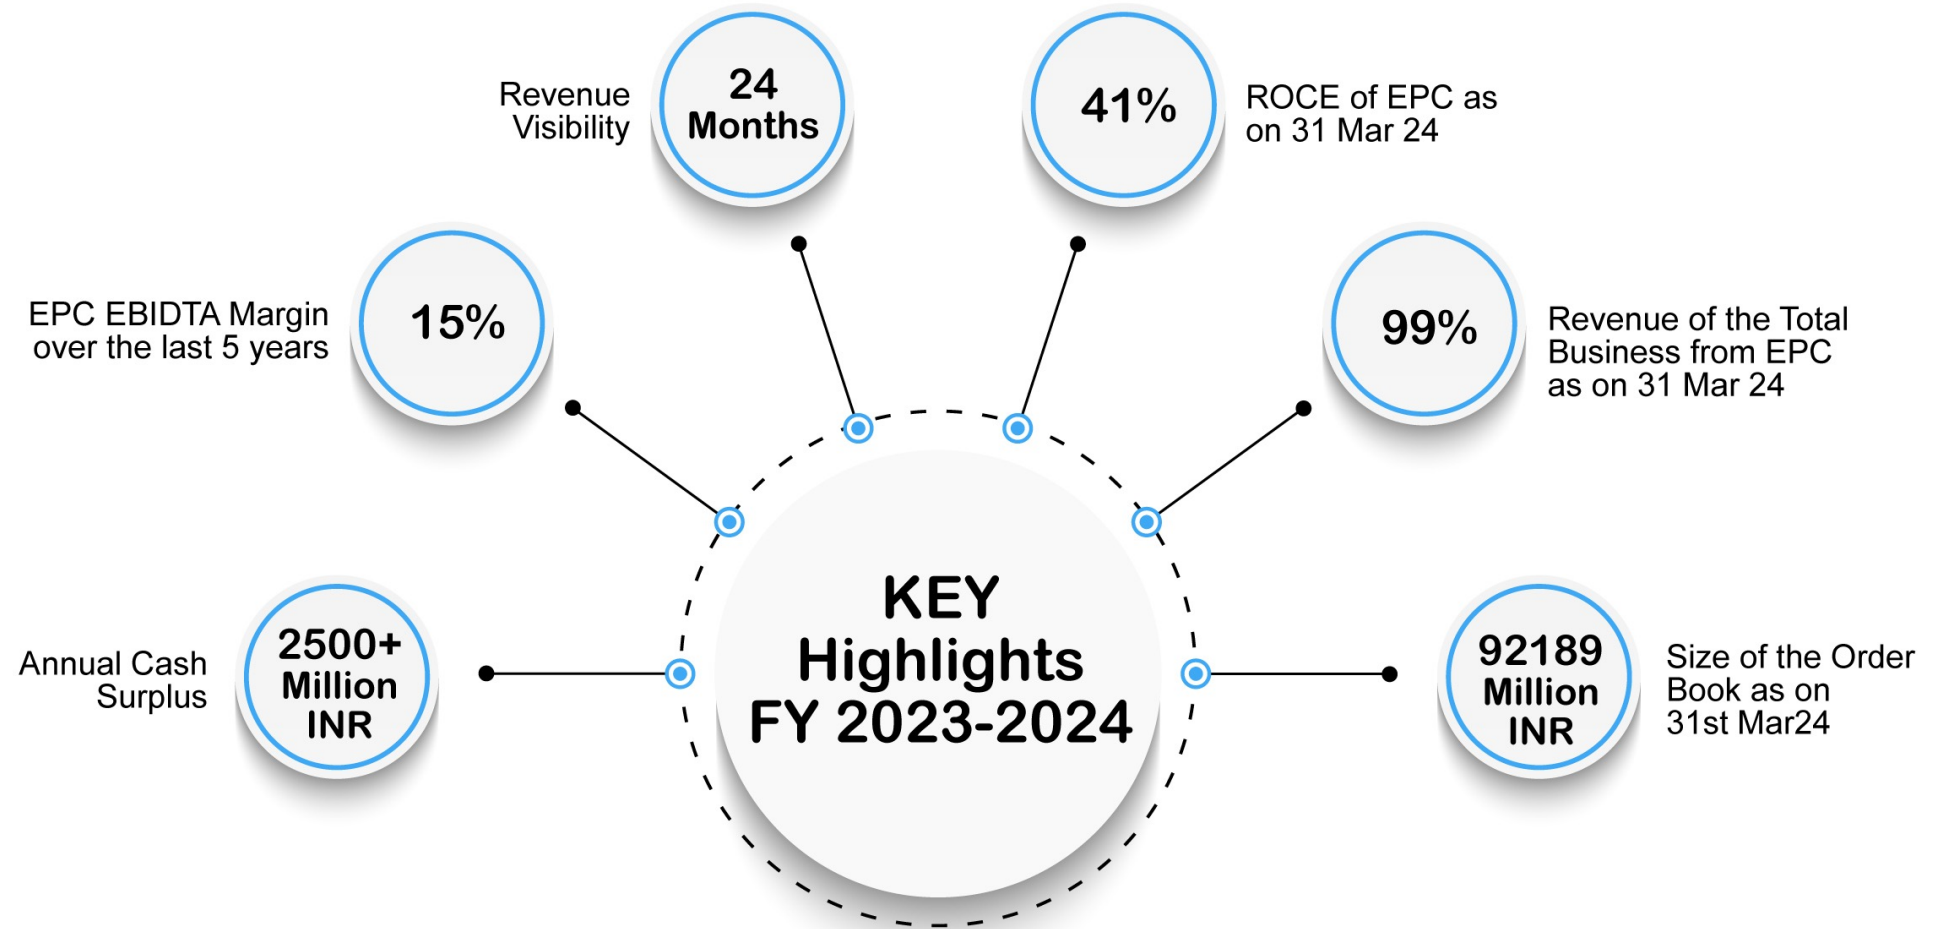 Revenue
Visibility
24
Months
41%
ROCE of EPC as
on 31 Mar 24
EPC EBIDTA Margin
over the last 5 years
15%
99%
Revenue of the Total
Business from EPC
as on 31 Mar 24
Annual Cash
Surplus
2500+
Million
INR
KEY
Highlights
FY 2023-2024
92189
Million
INR
Size of the Order
Book as on
31st Mar24